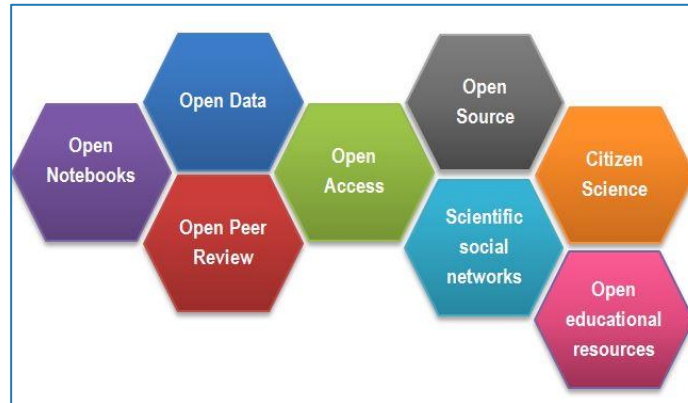 Open
Notebooks
Open Data
Open Peer
Review
Open
Access
Open
Source
Scientific
social
networks
Citizen
Science
Open
educational
resources